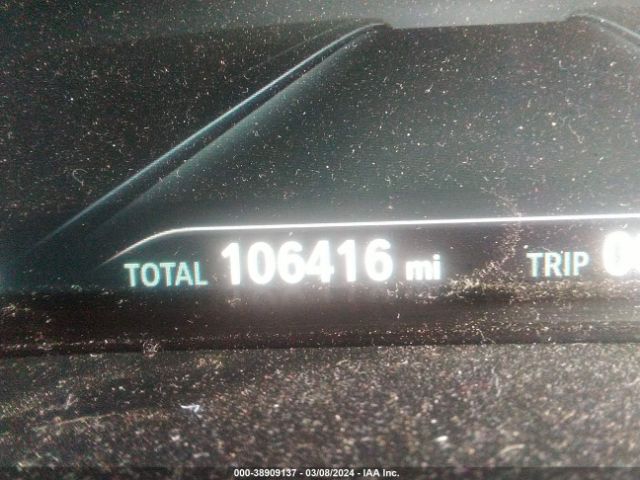 TOTAL 106416 mi TRIP
000-38909137 - 03/08/2024 - IAA Inc.